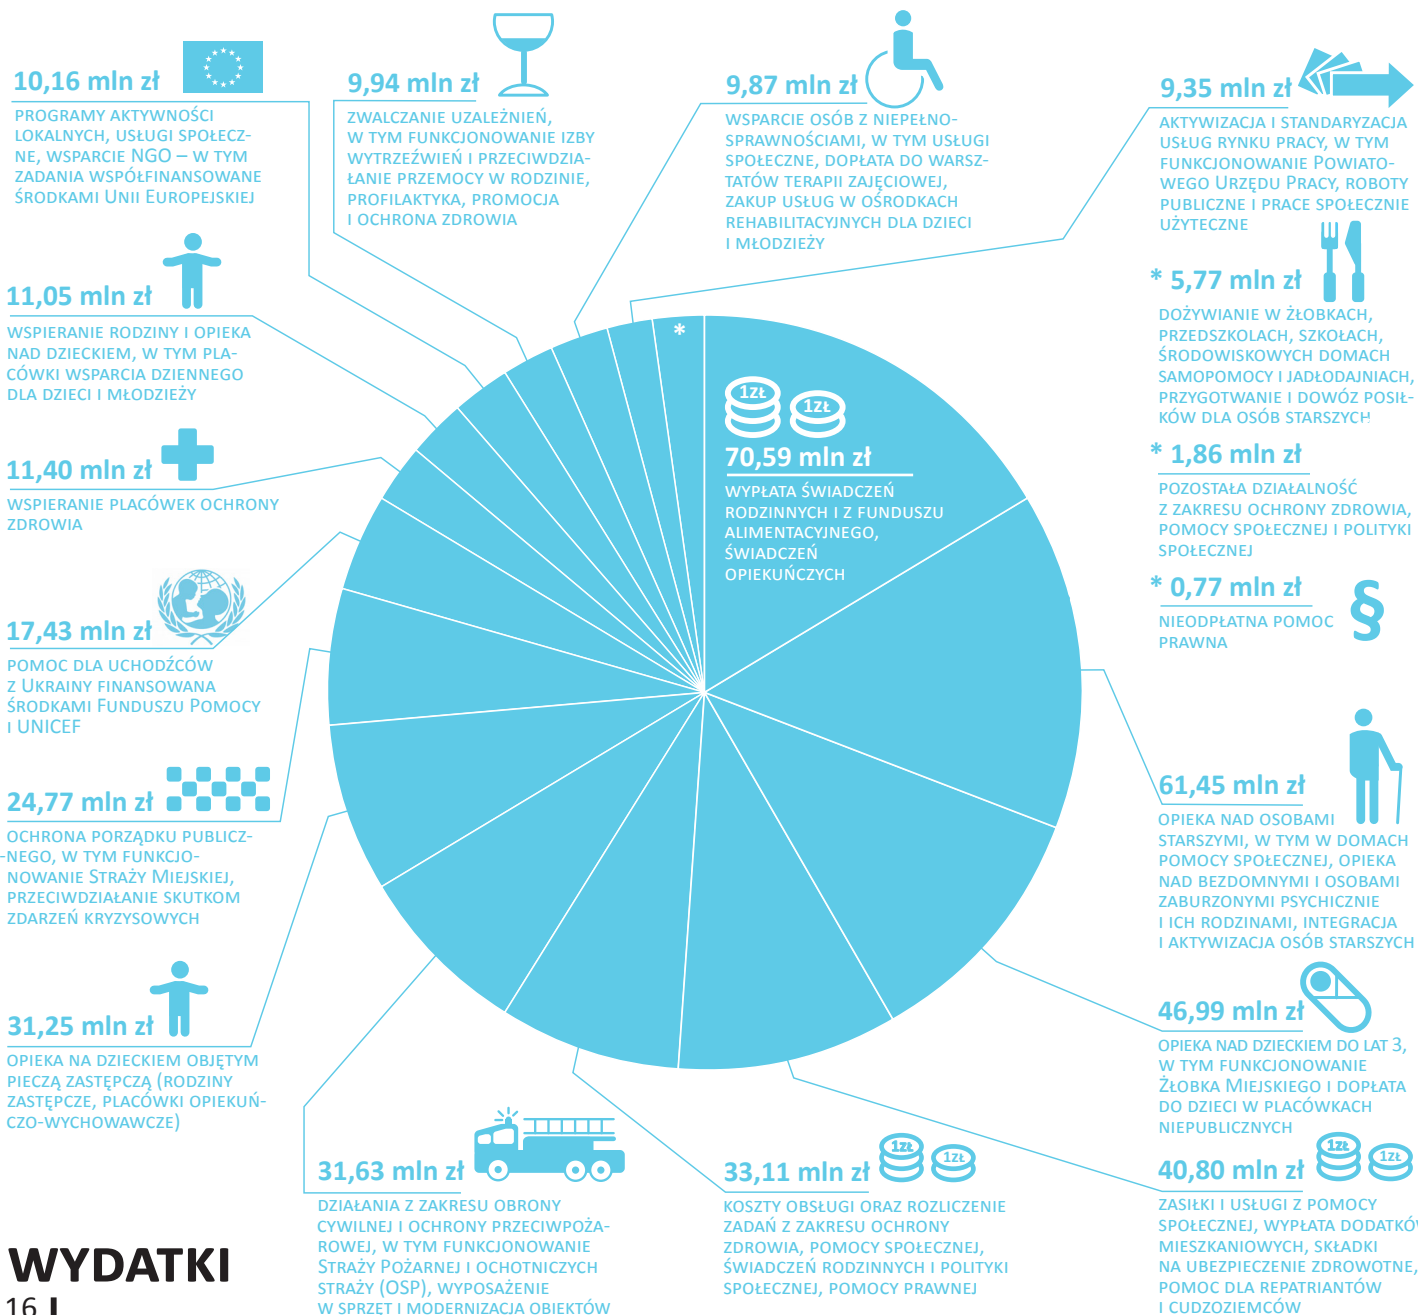 10,16 mln zł
PROGRAMY AKTYWNOŚCI
LOKALNYCH, USŁUGI SPOŁECZ-
NE, WSPARCIE NGO – W TYM
ZADANIA WSPÓŁFINANSOWANE
ŚRODKAMI UNII EUROPEJSKIEJ
9,94 mln zł
ZWALCZANIE UZALEŻNIEŃ,
W TYM FUNKCJONOWANIE IZBY
WYTRZEŹWIEŃ I PRZECIWDZIA-
ŁANIE PRZEMOCY W RODZINIE,
PROFILAKTYKA, PROMOCJA
I OCHRONA ZDROWIA
9,87 mln zł
WSPARCIE OSÓB Z NIEPEŁNO-
SPRAWNOŚCIAMI, W TYM USŁUGI
SPOŁECZNE, DOPŁATA DO WARSZ-
TATÓW TERAPII ZAJĘCIOWEJ,
ZAKUP USŁUG W OŚRODKACH
REHABILITACYJNYCH DLA DZIECI
I MŁODZIEŻY
9,35 mln zł
AKTYWIZACJA I STANDARYZACJA
USŁUG RYNKU PRACY, W TYM
FUNKCJONOWANIE POWIATO-
WEGO URZĘDU PRACY, ROBOTY
PUBLICZNE I PRACE SPOŁECZNIE
UŻYTECZNE
* 5,77 mln zł
DOŻYWIANIE W ŻŁOBKACH,
PRZEDSZKOLACH, SZKOŁACH,
ŚRODOWISKOWYCH DOMACH
SAMOPOMOCY I JADŁODAJNIACH,
PRZYGOTWANIE I DOWÓZ POSIŁ-
KÓW DLA OSÓB STARSZYCH
* 1,86 mln zł
POZOSTAŁA DZIAŁALNOŚĆ
Z ZAKRESU OCHRONY ZDROWIA,
POMOCY SPOŁECZNEJ I POLITYKI
SPOŁECZNEJ
* 0,77 mln zł
§
NIEODPŁATNA POMOC
PRAWNA
11,05 mln zł
WSPIERANIE RODZINY I OPIEKA
NAD DZIECKIEM, W TYM PLA-
CÓWKI WSPARCIA DZIENNEGO
DLA DZIECI I MŁODZIEŻY
11,40 mln zł
WSPIERANIE PLACÓWEK OCHRONY
ZDROWIA
17,43 mln zł
POMOC DLA UCHODŹCÓW
Z UKRAINY FINANSOWANA
ŚRODKAMI FUNDUSZU POMOCY
I UNICEF
24,77 mln zł
OCHRONA PORZĄDKU PUBLICZ-
-NEGO, W TYM FUNKCJO-
NOWANIE STRAŻY MIEJSKIEJ,
PRZECIWDZIAŁANIE SKUTKOM
ZDARZEŃ KRYZYSOWYCH
31,25 mln zł
OPIEKA NA DZIECKIEM OBJĘTYM
PIECZĄ ZASTĘPCZĄ (RODZINY
ZASTĘPCZE, PLACÓWKI OPIEKUŃ-
CZO-WYCHOWAWCZE)
*
1ZŁ
1ZŁ
70,59 mln zł
WYPŁATA ŚWIADCZEŃ
RODZINNYCH I Z FUNDUSZU
ALIMENTACYJNEGO,
ŚWIADCZEŃ
OPIEKUŃCZYCH
61,45 mln zł
OPIEKA NAD OSOBAMI
STARSZYMI, W TYM W DOMACH
POMOCY SPOŁECZNEJ, OPIEKA
NAD BEZDOMNYMI I OSOBAMI
ZABURZONYMI PSYCHICZNIE
I ICH RODZINAMI, INTEGRACJA
I AKTYWIZACJA OSÓB STARSZYCH
46,99 mln zł
OPIEKA NAD DZIECKIEM DO LAT 3,
W TYM FUNKCJONOWANIE
ŻŁOBKA MIEJSKIEGO I DOPŁATA
DO DZIECI W PLACÓWKACH
NIEPUBLICZNYCH
40,80 mln zł
1ZŁ
1ZŁ
ZASIŁKI I USŁUGI Z POMOCY
SPOŁECZNEJ, WYPŁATA DODATKÓW
MIESZKANIOWYCH, SKŁADKI
NA UBEZPIECZENIE ZDROWOTNE,
POMOC DLA REPATRIANTÓW
I CUDZOZIEMCÓW
31,63 mln zł
DZIAŁANIA Z ZAKRESU OBRONY
CYWILNEJ I OCHRONY PRZECIWPOŻA-
ROWEJ, W TYM FUNKCJONOWANIE
STRAŻY POŻARNEJ I OCHOTNICZYCH
STRAŻY (OSP), WYPOSAŻENIE
W SPRZĘT I MODERNIZACJA OBIEKTÓW
33,11 mln zł
1ZŁ
1ZŁ
KOSZTY OBSŁUGI ORAZ ROZLICZENIE
ZADAŃ Z ZAKRESU OCHRONY
ZDROWIA, POMOCY SPOŁECZNEJ,
ŚWIADCZEŃ RODZINNYCH I POLITYKI
SPOŁECZNEJ, POMOCY PRAWNEJ
WYDATKI
16